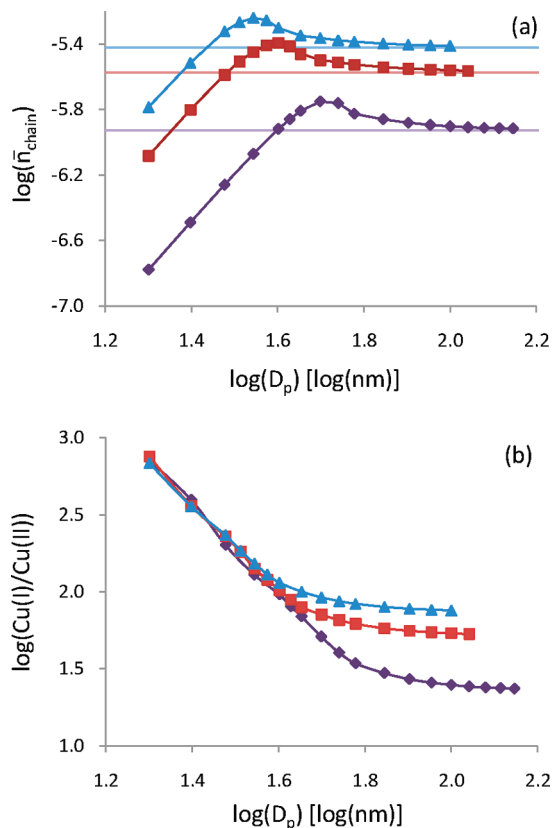 (a)
log(n̄chain)
-5.4
-5.8
-6.2
-6.6
-7.0
1.2 1.4 1.6 1.8 2.0 2.2
log(Dp) [log(nm)]
(b)
log(Cu(I)/Cu(II))
3.0
2.5
2.0
1.5
1.0
1.2 1.4 1.6 1.8 2.0 2.2
log(Dp) [log(nm)]